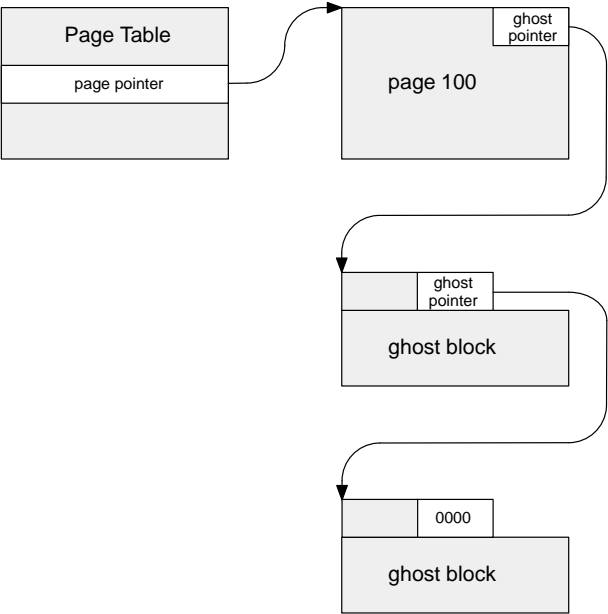 Page Table
page pointer
ghost
pointer
page 100
ghost
pointer
ghost block
0000
ghost block